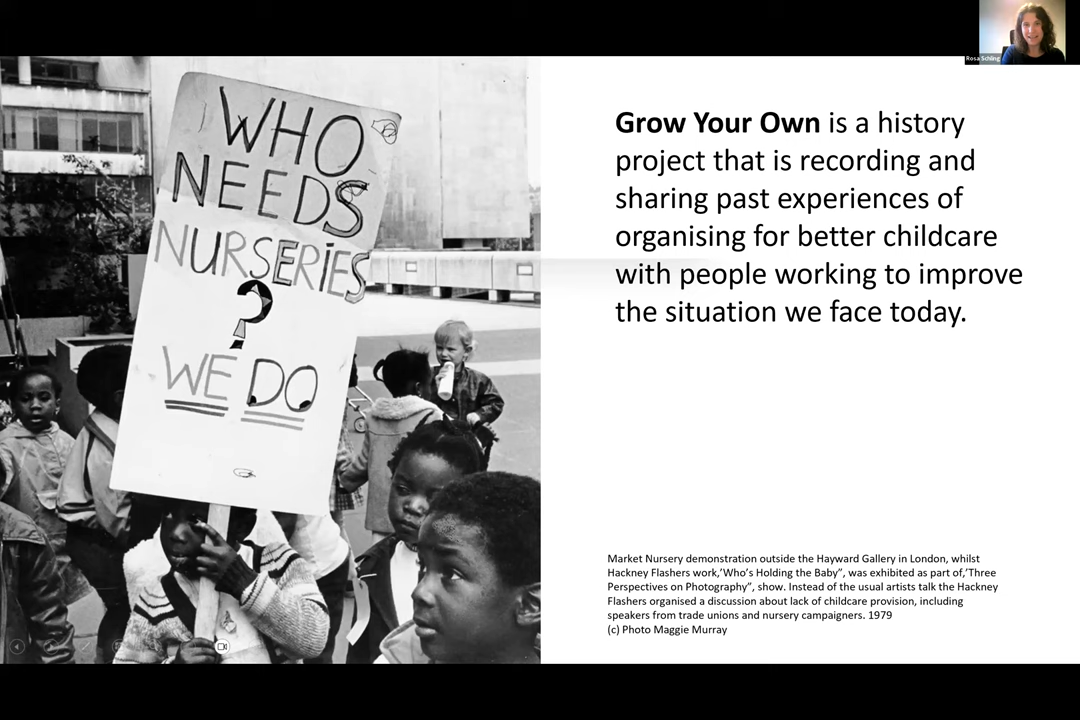 Rosa Schling
WHO
NEEDS
NURSERIES
?
WE DO
Grow Your Own is a history
project that is recording and
sharing past experiences of
organising for better childcare
with people working to improve
the situation we face today.
Market Nursery demonstration outside the Hayward Gallery in London, whilst
Hackney Flashers work,’Who’s Holding the Baby”, was exhibited as part of,’Three
Perspectives on Photography”, show. Instead of the usual artists talk the Hackney
Flashers organised a discussion about lack of childcare provision, including
speakers from trade unions and nursery campaigners. 1979
(c) Photo Maggie Murray